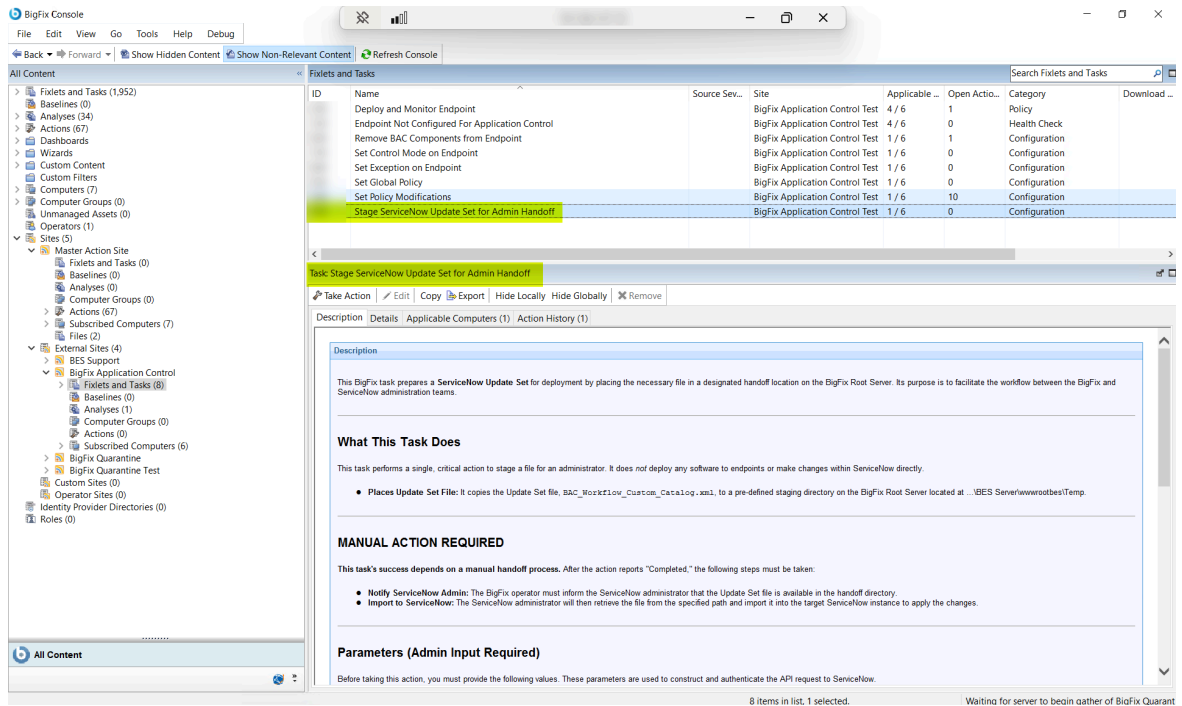 BigFix Console
File Edit View Go Tools Help Debug
Back Forward Show Hidden Content Show Non-Relevant Content Refresh Console
All Content « Fixlets and Tasks Search Fixlets and Tasks
Fixlets and Tasks (1,952)
Baselines (0)
Analyses (34)
Actions (67)
Dashboards
Wizards
Custom Content
Custom Filters
Computers (7)
Computer Groups (0)
Unmanaged Assets (0)
Operators (1)
Sites (5)
Master Action Site
Fixlets and Tasks (0)
Baselines (0)
Analyses (0)
Computer Groups (0)
Actions (67)
Subscribed Computers (7)
Files (2)
External Sites (4)
BES Support
BigFix Application Control
Fixlets and Tasks (8)
Baselines (0)
Analyses (1)
Computer Groups (0)
Actions (0)
Subscribed Computers (6)
BigFix Quarantine
BigFix Quarantine Test
Custom Sites (0)
Operator Sites (0)
Identity Provider Directories (0)
Roles (0)
All Content
ID Name Source Sev... Site Applicable ... Open Actio... Category Download ...
Deploy and Monitor Endpoint BigFix Application Control Test 4 / 6 1 Policy
Endpoint Not Configured For Application Control BigFix Application Control Test 4 / 6 0 Health Check
Remove BAC Components from Endpoint BigFix Application Control Test 1 / 6 1 Configuration
Set Control Mode on Endpoint BigFix Application Control Test 1 / 6 0 Configuration
Set Exception on Endpoint BigFix Application Control Test 1 / 6 0 Configuration
Set Global Policy BigFix Application Control Test 1 / 6 0 Configuration
Set Policy Modifications BigFix Application Control Test 1 / 6 10 Configuration
Stage ServiceNow Update Set for Admin Handoff BigFix Application Control Test 1 / 6 0 Configuration
Task: Stage ServiceNow Update Set for Admin Handoff
Take Action Edit Copy Export Hide Locally Hide Globally Remove
Description Details Applicable Computers (1) Action History (1)
Description
This BigFix task prepares a ServiceNow Update Set for deployment by placing the necessary file in a designated handoff location on the BigFix Root Server. Its purpose is to facilitate the workflow between the BigFix and
ServiceNow administration teams.
What This Task Does
This task performs a single, critical action to stage a file for an administrator. It does not deploy any software to endpoints or make changes within ServiceNow directly.
● Places Update Set File: It copies the Update Set file, BAC_Workflow_Custom_Catalog.xml, to a pre-defined staging directory on the BigFix Root Server located at ...\BES Server\wwwrootbes\Temp.
MANUAL ACTION REQUIRED
This task's success depends on a manual handoff process. After the action reports "Completed," the following steps must be taken:
● Notify ServiceNow Admin: The BigFix operator must inform the ServiceNow administrator that the Update Set file is available in the handoff directory.
● Import to ServiceNow: The ServiceNow administrator will then retrieve the file from the specified path and import it into the target ServiceNow instance to apply the changes.
Parameters (Admin Input Required)
Before taking this action, you must provide the following values. These parameters are used to construct and authenticate the API request to ServiceNow.
8 items in list, 1 selected. Waiting for server to begin gather of BigFix Quarant